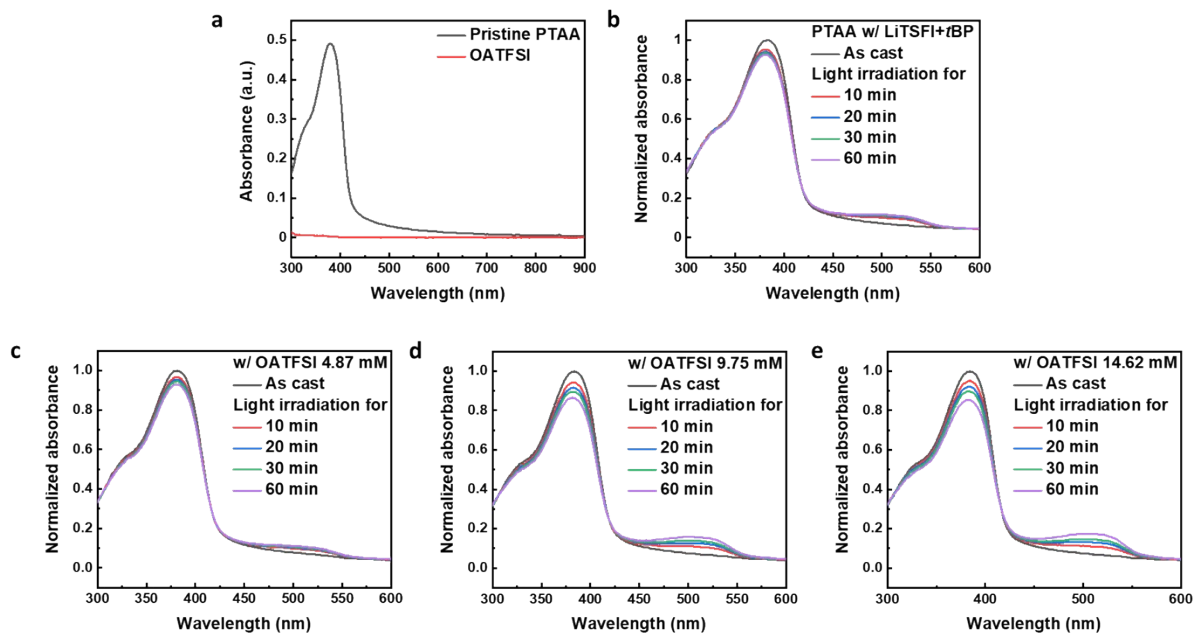 a
Pristine PTAA
OATFSI
Absorbance (a.u.)
0.5
0.4
0.3
0.2
0.1
0
300 400 500 600 700 800 900
Wavelength (nm)
b
PTAA w/ LiTSFI+tBP
As cast
Light irradiation for
10 min
20 min
30 min
60 min
Normalized absorbance
1
0.8
0.6
0.4
0.2
0
300 350 400 450 500 550 600
Wavelength (nm)
c
w/ OATFSI 4.87 mM
As cast
Light irradiation for
10 min
20 min
30 min
60 min
Normalized absorbance
1.0
0.8
0.6
0.4
0.2
0.0
300 350 400 450 500 550 600
Wavelength (nm)
d
w/ OATFSI 9.75 mM
As cast
Light irradiation for
10 min
20 min
30 min
60 min
Normalized absorbance
1.0
0.8
0.6
0.4
0.2
0.0
300 350 400 450 500 550 600
Wavelength (nm)
e
w/ OATFSI 14.62 mM
As cast
Light irradiation for
10 min
20 min
30 min
60 min
Normalized absorbance
1.0
0.8
0.6
0.4
0.2
0.0
300 350 400 450 500 550 600
Wavelength (nm)